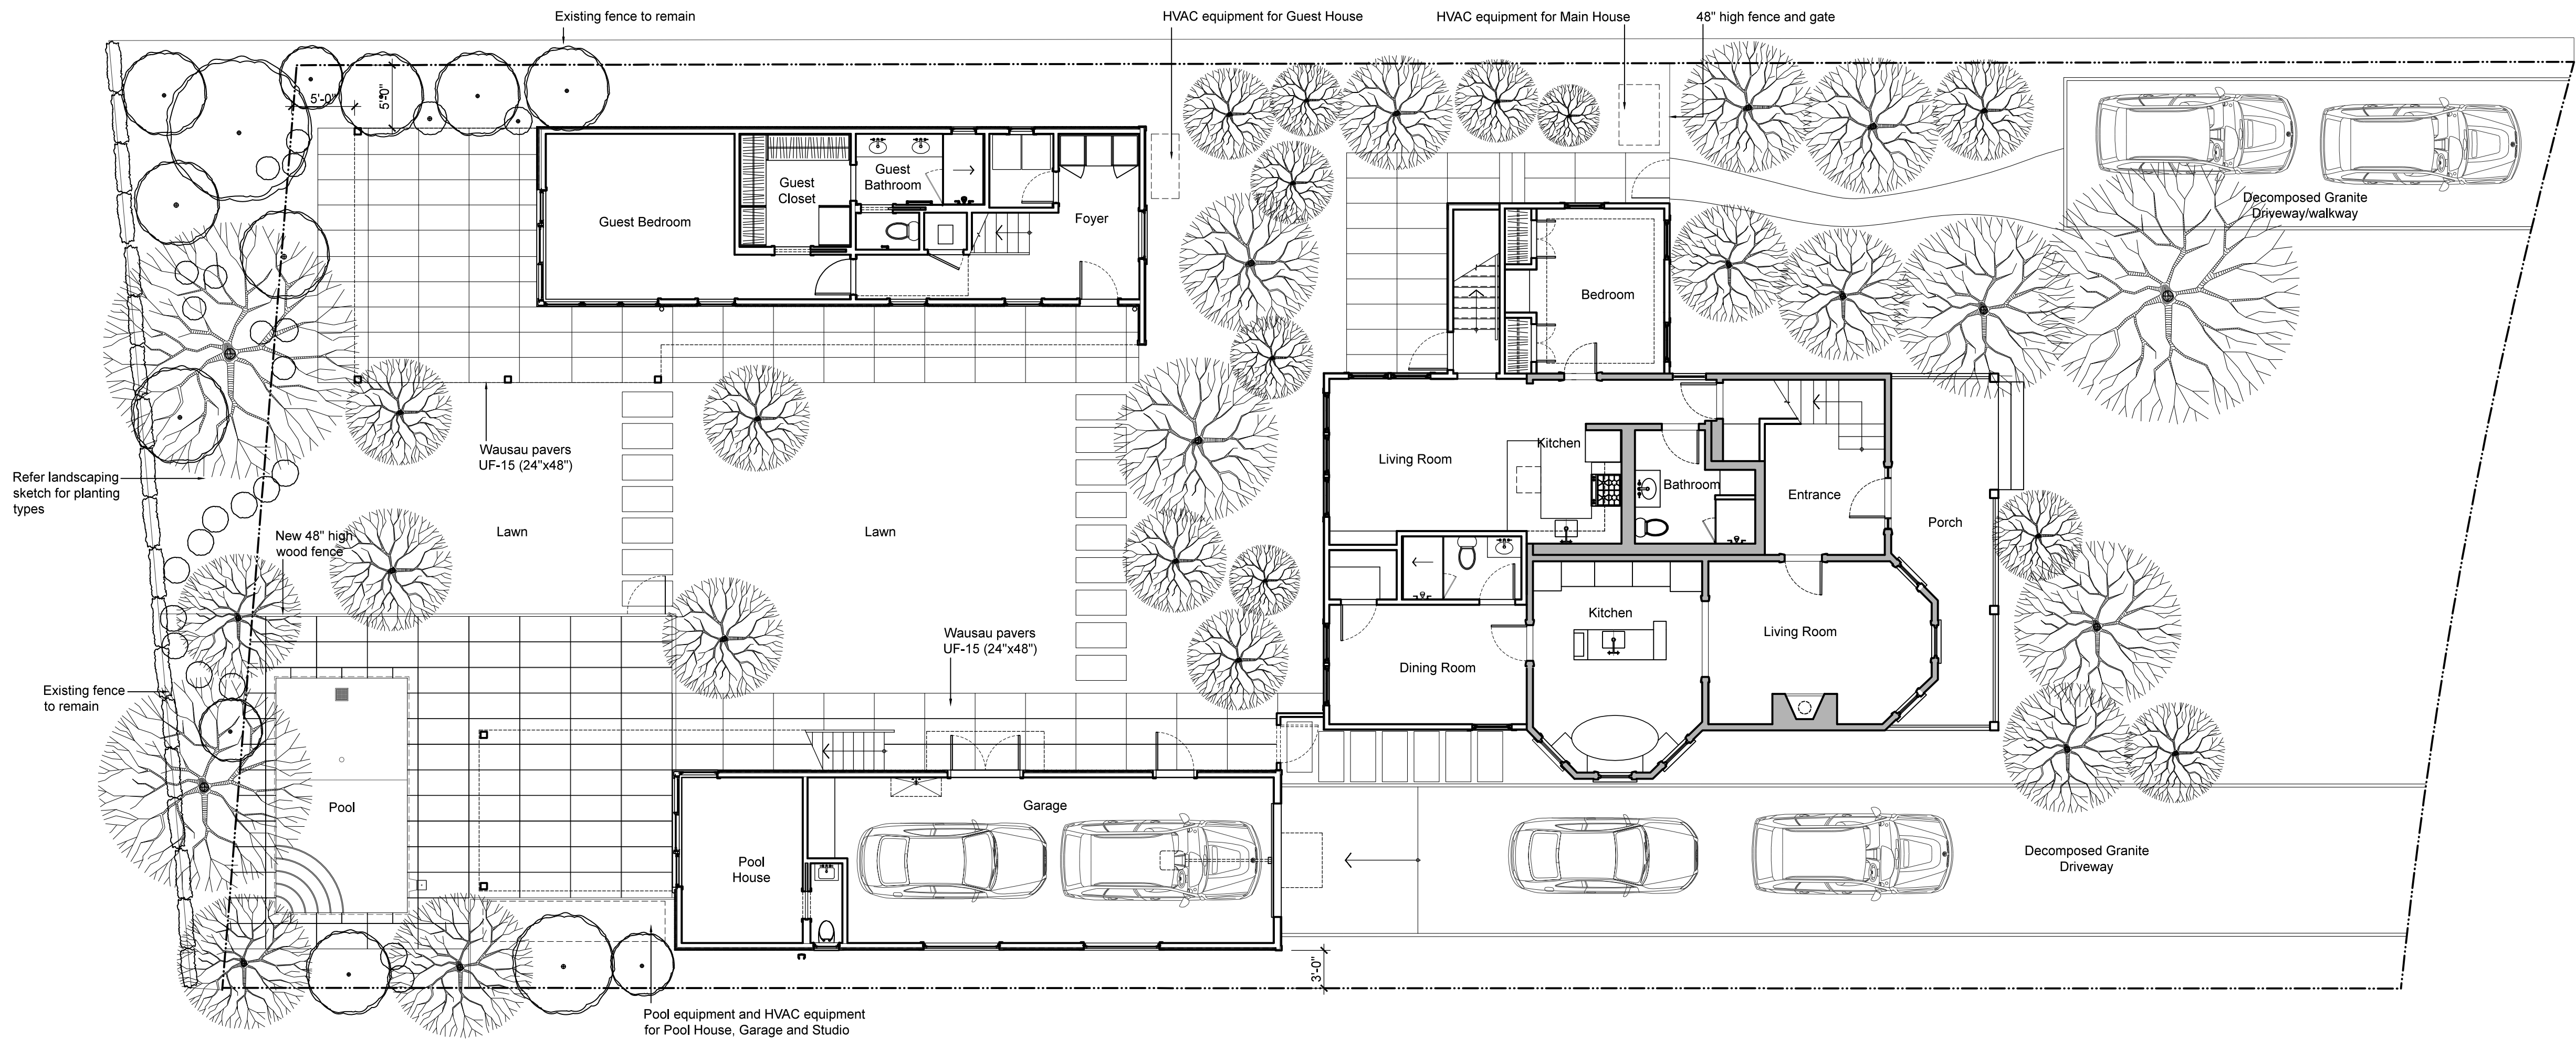 Existing fence to remain
HVAC equipment for Guest House
HVAC equipment for Main House
48" high fence and gate
5'-0"
5'-0"
Guest Bedroom
Guest
Closet
Guest
Bathroom
Foyer
Decomposed Granite
Driveway/walkway
Bedroom
Wausau pavers
UF-15 (24"x48")
Refer landscaping
sketch for planting
types
Living Room
Kitchen
Bathroom
Entrance
Porch
New 48" high
wood fence
Lawn
Lawn
Kitchen
Living Room
Dining Room
Wausau pavers
UF-15 (24"x48")
Existing fence
to remain
Pool
Garage
Pool
House
Decomposed Granite
Driveway
3'-0"
Pool equipment and HVAC equipment
for Pool House, Garage and Studio